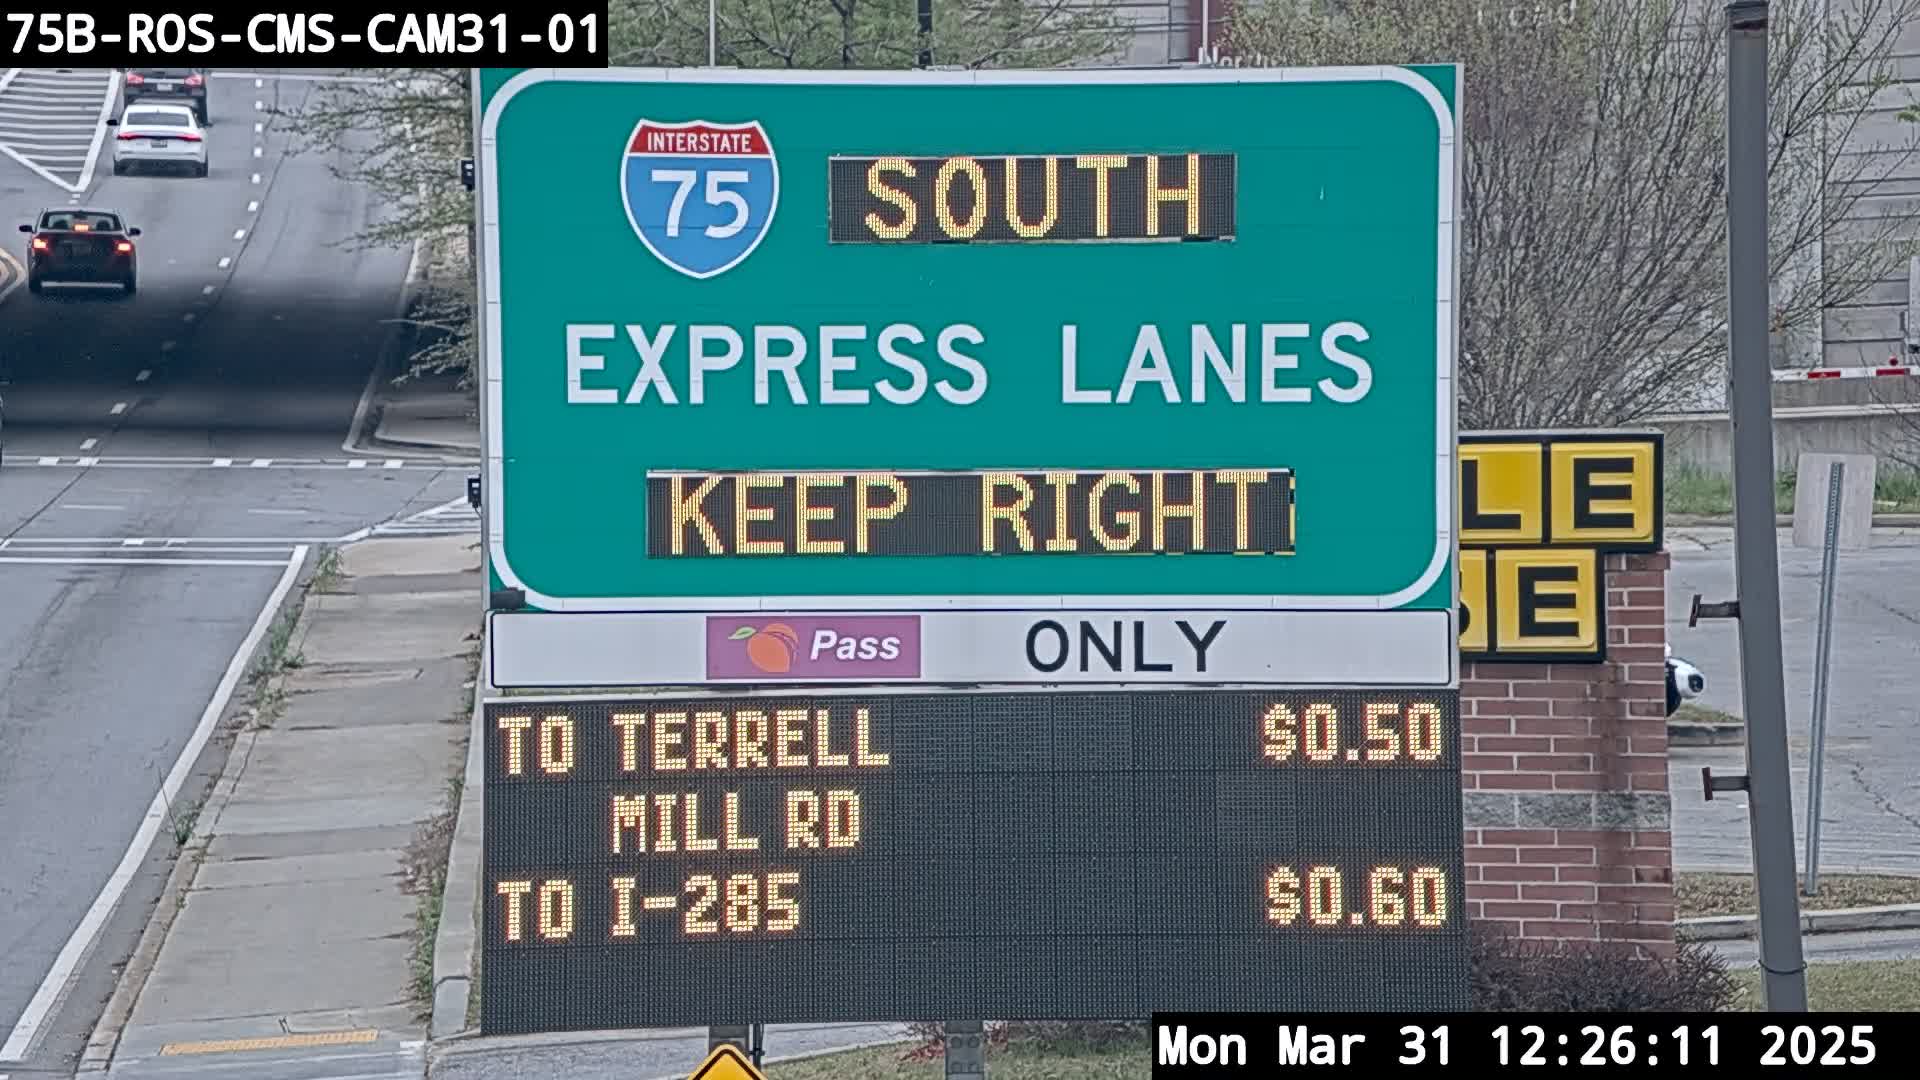 75B-ROS-CMS-CAM31-01
INTERSTATE
75
SOUTH
EXPRESS LANES
KEEP RIGHT
Pass ONLY
TO TERRELL $0.50
MILL RD
TO I-285 $0.60
LE
E
Mon Mar 31 12:26:11 2025